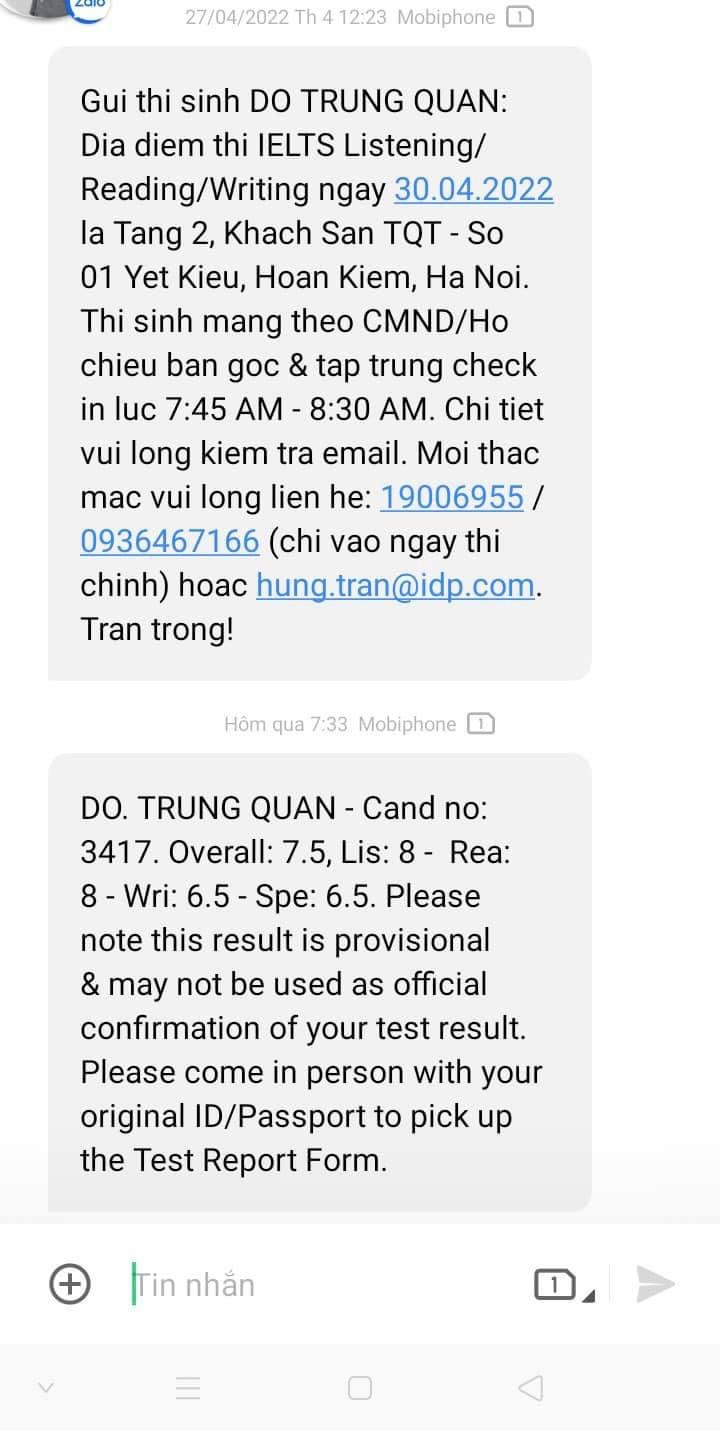 Zalo
27/04/2022 Th 4 12:23 Mobiphone 1
Gui thi sinh DO TRUNG QUAN:
Dia diem thi IELTS Listening/
Reading/Writing ngay 30.04.2022
la Tang 2, Khach San TQT - So
01 Yet Kieu, Hoan Kiem, Ha Noi.
Thi sinh mang theo CMND/Ho
chieu ban goc & tap trung check
in luc 7:45 AM - 8:30 AM. Chi tiet
vui long kiem tra email. Moi thac
mac vui long lien he: 19006955 /
0936467166 (chi vao ngay thi
chinh) hoac hung.tran@idp.com.
Tran trong!
Hôm qua 7:33 Mobiphone 1
DO. TRUNG QUAN - Cand no:
3417. Overall: 7.5, Lis: 8 - Rea:
8 - Wri: 6.5 - Spe: 6.5. Please
note this result is provisional
& may not be used as official
confirmation of your test result.
Please come in person with your
original ID/Passport to pick up
the Test Report Form.
Tin nhắn 1